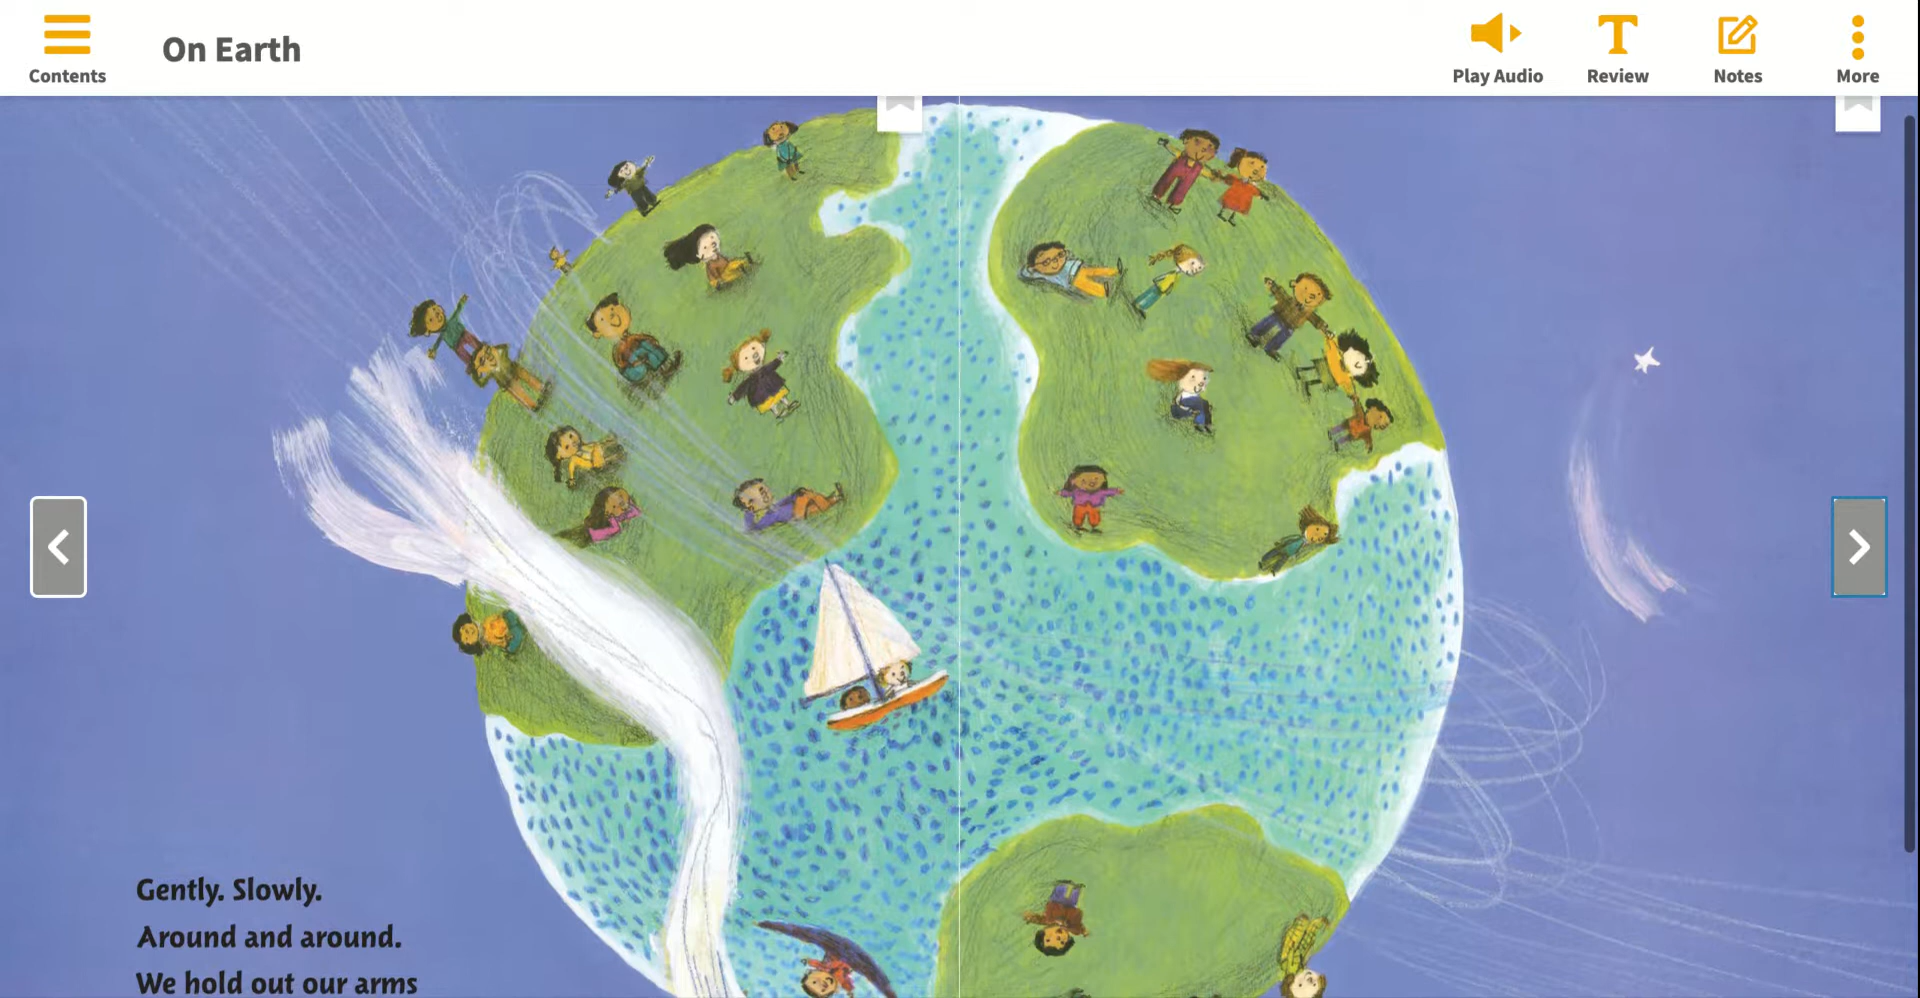 Contents
On Earth
Play Audio
Review
Notes
More
Gently. Slowly.
Around and around.
We hold out our arms